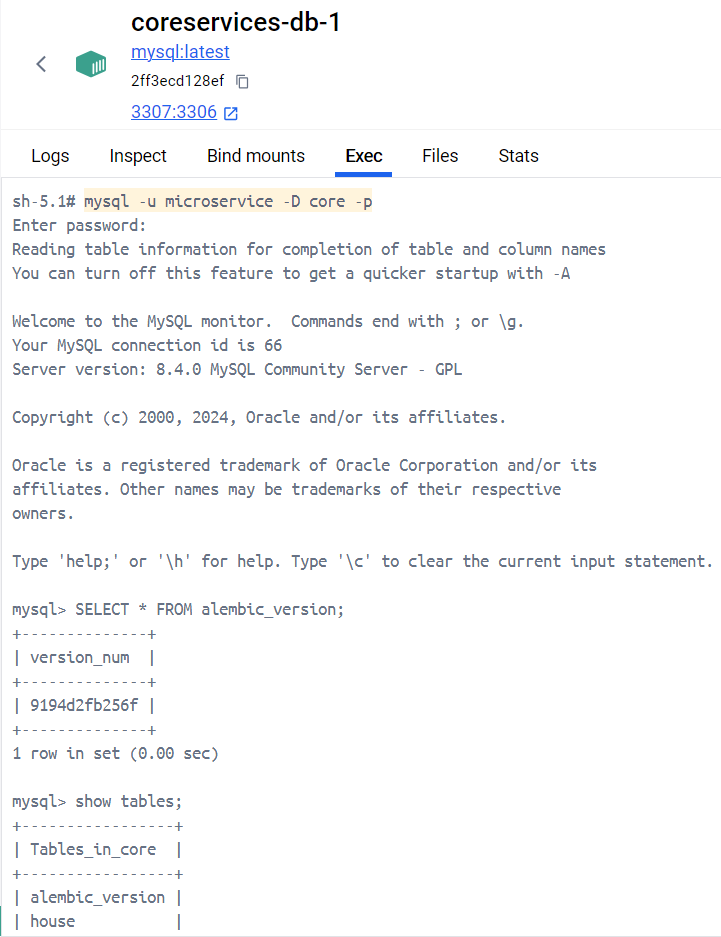 coreservices-db-1
mysql:latest
2ff3ecd128ef
3307:3306
Logs Inspect Bind mounts Exec Files Stats
sh-5.1# mysql -u microservice -D core -p
Enter password:
Reading table information for completion of table and column names
You can turn off this feature to get a quicker startup with -A
Welcome to the MySQL monitor.  Commands end with ; or \g.
Your MySQL connection id is 66
Server version: 8.4.0 MySQL Community Server - GPL
Copyright (c) 2000, 2024, Oracle and/or its affiliates.
Oracle is a registered trademark of Oracle Corporation and/or its
affiliates. Other names may be trademarks of their respective
owners.
Type 'help;' or '\h' for help. Type '\c' to clear the current input statement.
mysql> SELECT * FROM alembic_version;
+--------------+
| version_num  |
+--------------+
| 9194d2fb256f |
+--------------+
1 row in set (0.00 sec)
mysql> show tables;
+-----------------+
| Tables_in_core  |
+-----------------+
| alembic_version |
| house           |